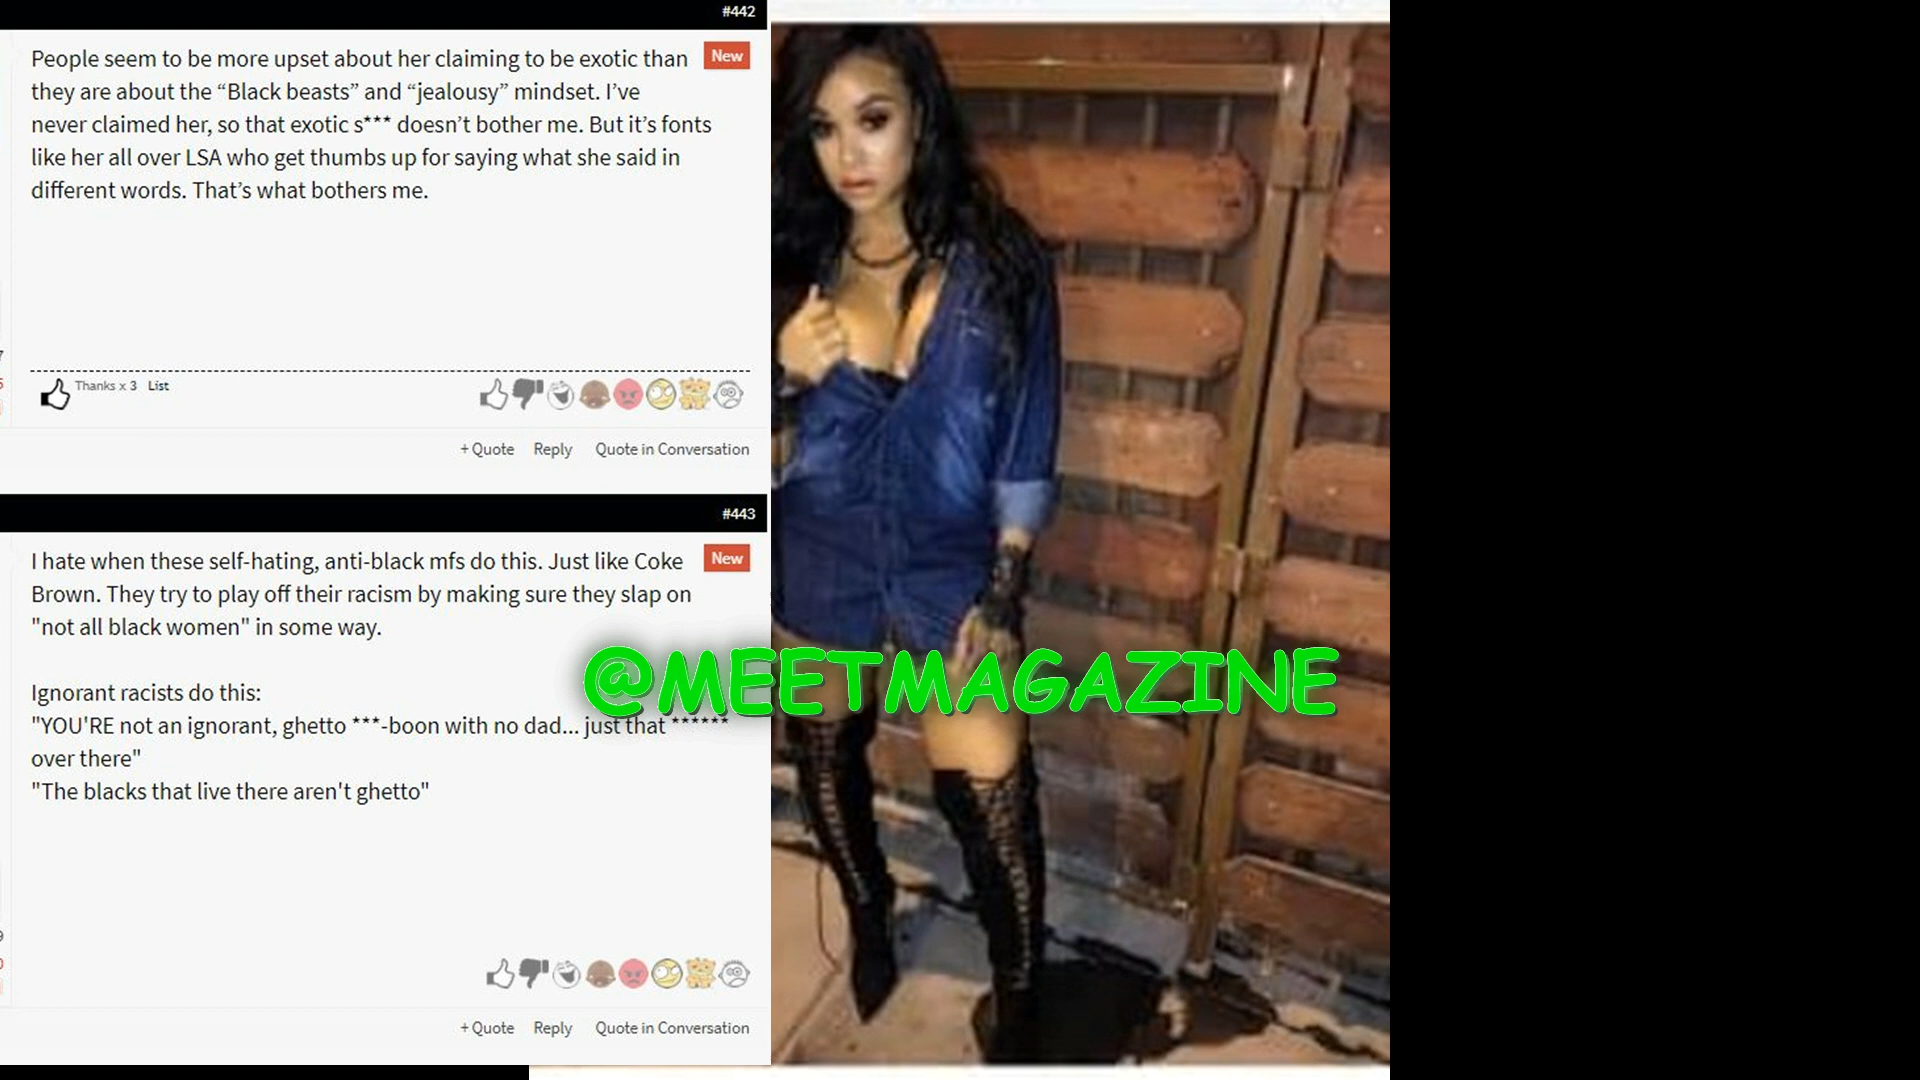 #442
People seem to be more upset about her claiming to be exotic than
New
they are about the “Black beasts” and “jealousy” mindset. I’ve
never claimed her, so that exotic s*** doesn’t bother me. But it’s fonts
like her all over LSA who get thumbs up for saying what she said in
different words. That’s what bothers me.
Thanks x 3 List
+ Quote Reply Quote in Conversation
#443
I hate when these self-hating, anti-black mfs do this. Just like Coke
New
Brown. They try to play off their racism by making sure they slap on
"not all black women" in some way.
@MEETMAGAZINE
Ignorant racists do this:
"YOU'RE not an ignorant, ghetto ***-boon with no dad... just that ******
over there"
"The blacks that live there aren't ghetto"
+ Quote Reply Quote in Conversation